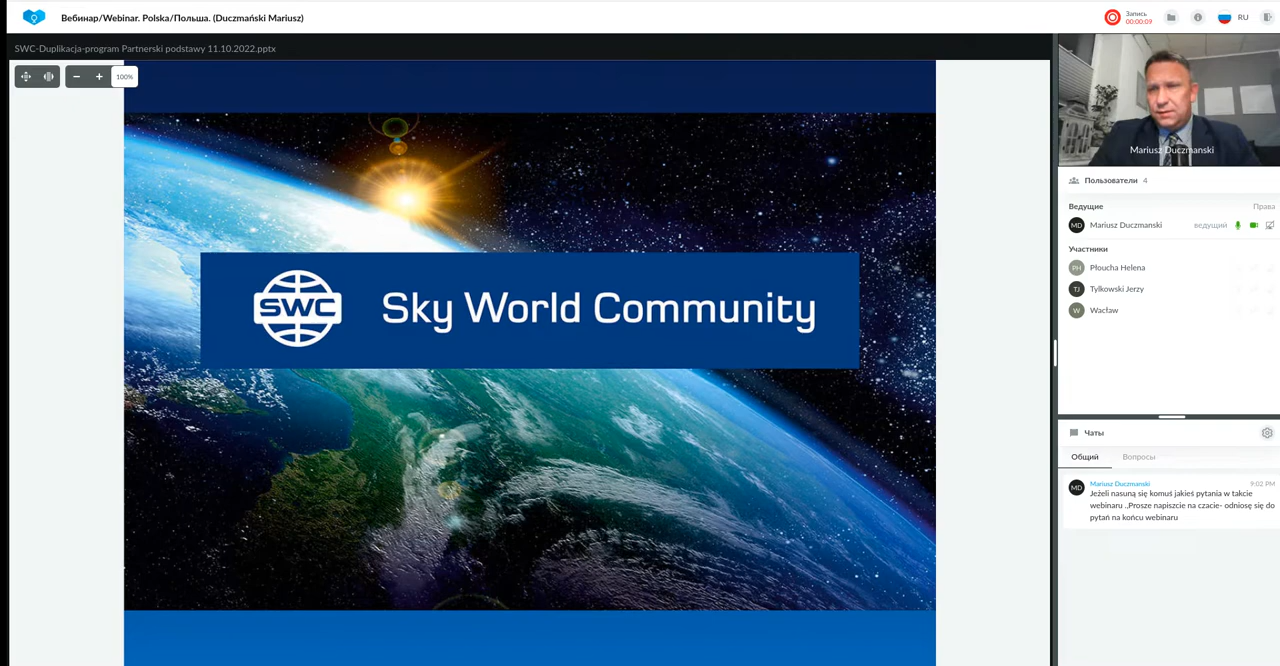 Вебинар/Webinar. Polska/Польша. (Duczmański Mariusz)
Запись
00:00:09
RU
SWC-Duplikacja-program Partnerski podstawy 11.10.2022.pptx
100%
SWC
Sky World Community
Mariusz Duczmanski
Пользователи 4
Ведущие
Права
MD
Mariusz Duczmanski
ведущий
Участники
PH
Płoucha Helena
TJ
Tylkowski Jerzy
W
Wacław
Чаты
Общий
Вопросы
MD
Mariusz Duczmanski
9:02 PM
Jeżeli nasuną się komuś jakieś pytania w takcie
webinaru ,,Prosze napiszcie na czacie- odniosę się do
pytań na końcu webinaru